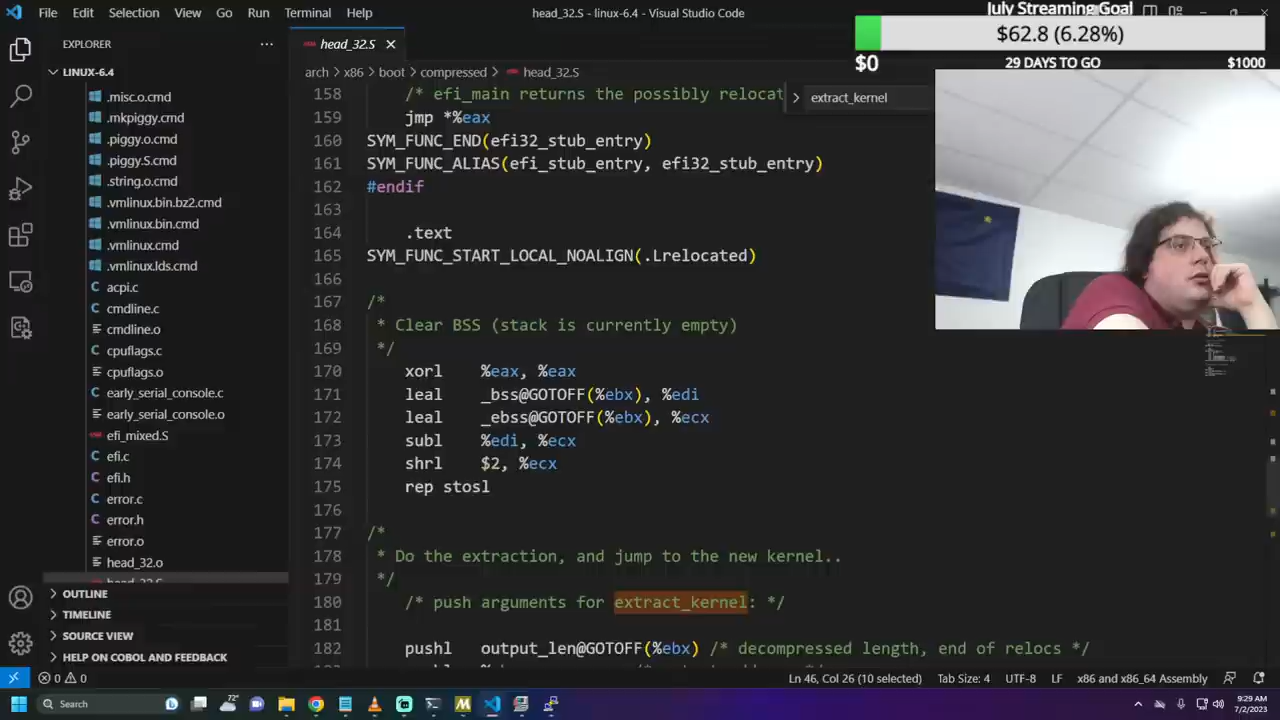 File Edit Selection View Go Run Terminal Help
head_32.S - linux-6.4 - Visual Studio Code
July Streaming Goal
$62.8 (6.28%)
$0 29 DAYS TO GO $1000
EXPLORER
LINUX-6.4
.misc.o.cmd
.mkpiggy.cmd
.piggy.o.cmd
.piggy.S.cmd
.string.o.cmd
.vmlinux.bin.bz2.cmd
.vmlinux.bin.cmd
.vmlinux.cmd
.vmlinux.lds.cmd
acpi.c
cmdline.c
cmdline.o
cpuflags.c
cpuflags.o
early_serial_console.c
early_serial_console.o
efi_mixed.S
efi.c
efi.h
error.c
error.h
error.o
head_32.o
head_32.S
OUTLINE
TIMELINE
SOURCE VIEW
HELP ON COBOL AND FEEDBACK
head_32.S
arch > x86 > boot > compressed > head_32.S
extract_kernel
158 /* efi_main returns the possibly relocat
159 jmp *%eax
160 SYM_FUNC_END(efi32_stub_entry)
161 SYM_FUNC_ALIAS(efi_stub_entry, efi32_stub_entry)
162 #endif
163
164 .text
165 SYM_FUNC_START_LOCAL_NOALIGN(.Lrelocated)
166
167 /*
168 * Clear BSS (stack is currently empty)
169 */
170 xorl %eax, %eax
171 leal _bss@GOTOFF(%ebx), %edi
172 leal _ebss@GOTOFF(%ebx), %ecx
173 subl %edi, %ecx
174 shrl $2, %ecx
175 rep stosl
176
177 /*
178 * Do the extraction, and jump to the new kernel..
179 */
180 /* push arguments for extract_kernel: */
181
182 pushl output_len@GOTOFF(%ebx) /* decompressed length, end of relocs */
0 0 Ln 46, Col 26 (10 selected) Tab Size: 4 UTF-8 LF x86 and x86_64 Assembly
Search
72°
9:29 AM
7/2/2023